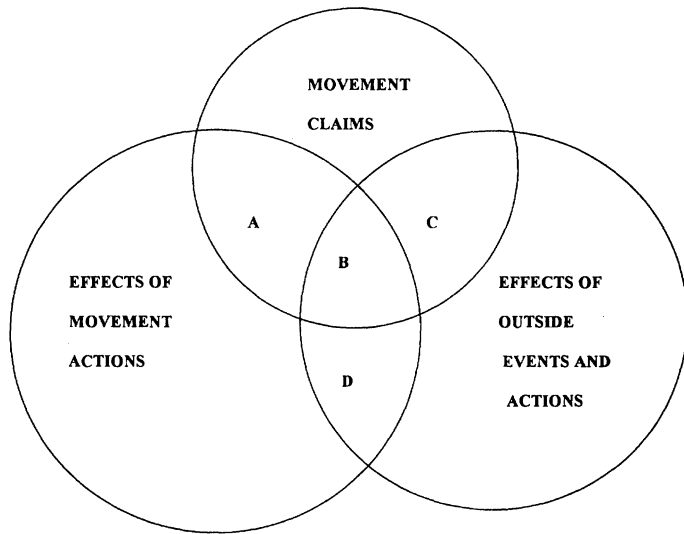 MOVEMENT
CLAIMS
A
C
B
EFFECTS OF
MOVEMENT
ACTIONS
EFFECTS OF
OUTSIDE
EVENTS AND
ACTIONS
D